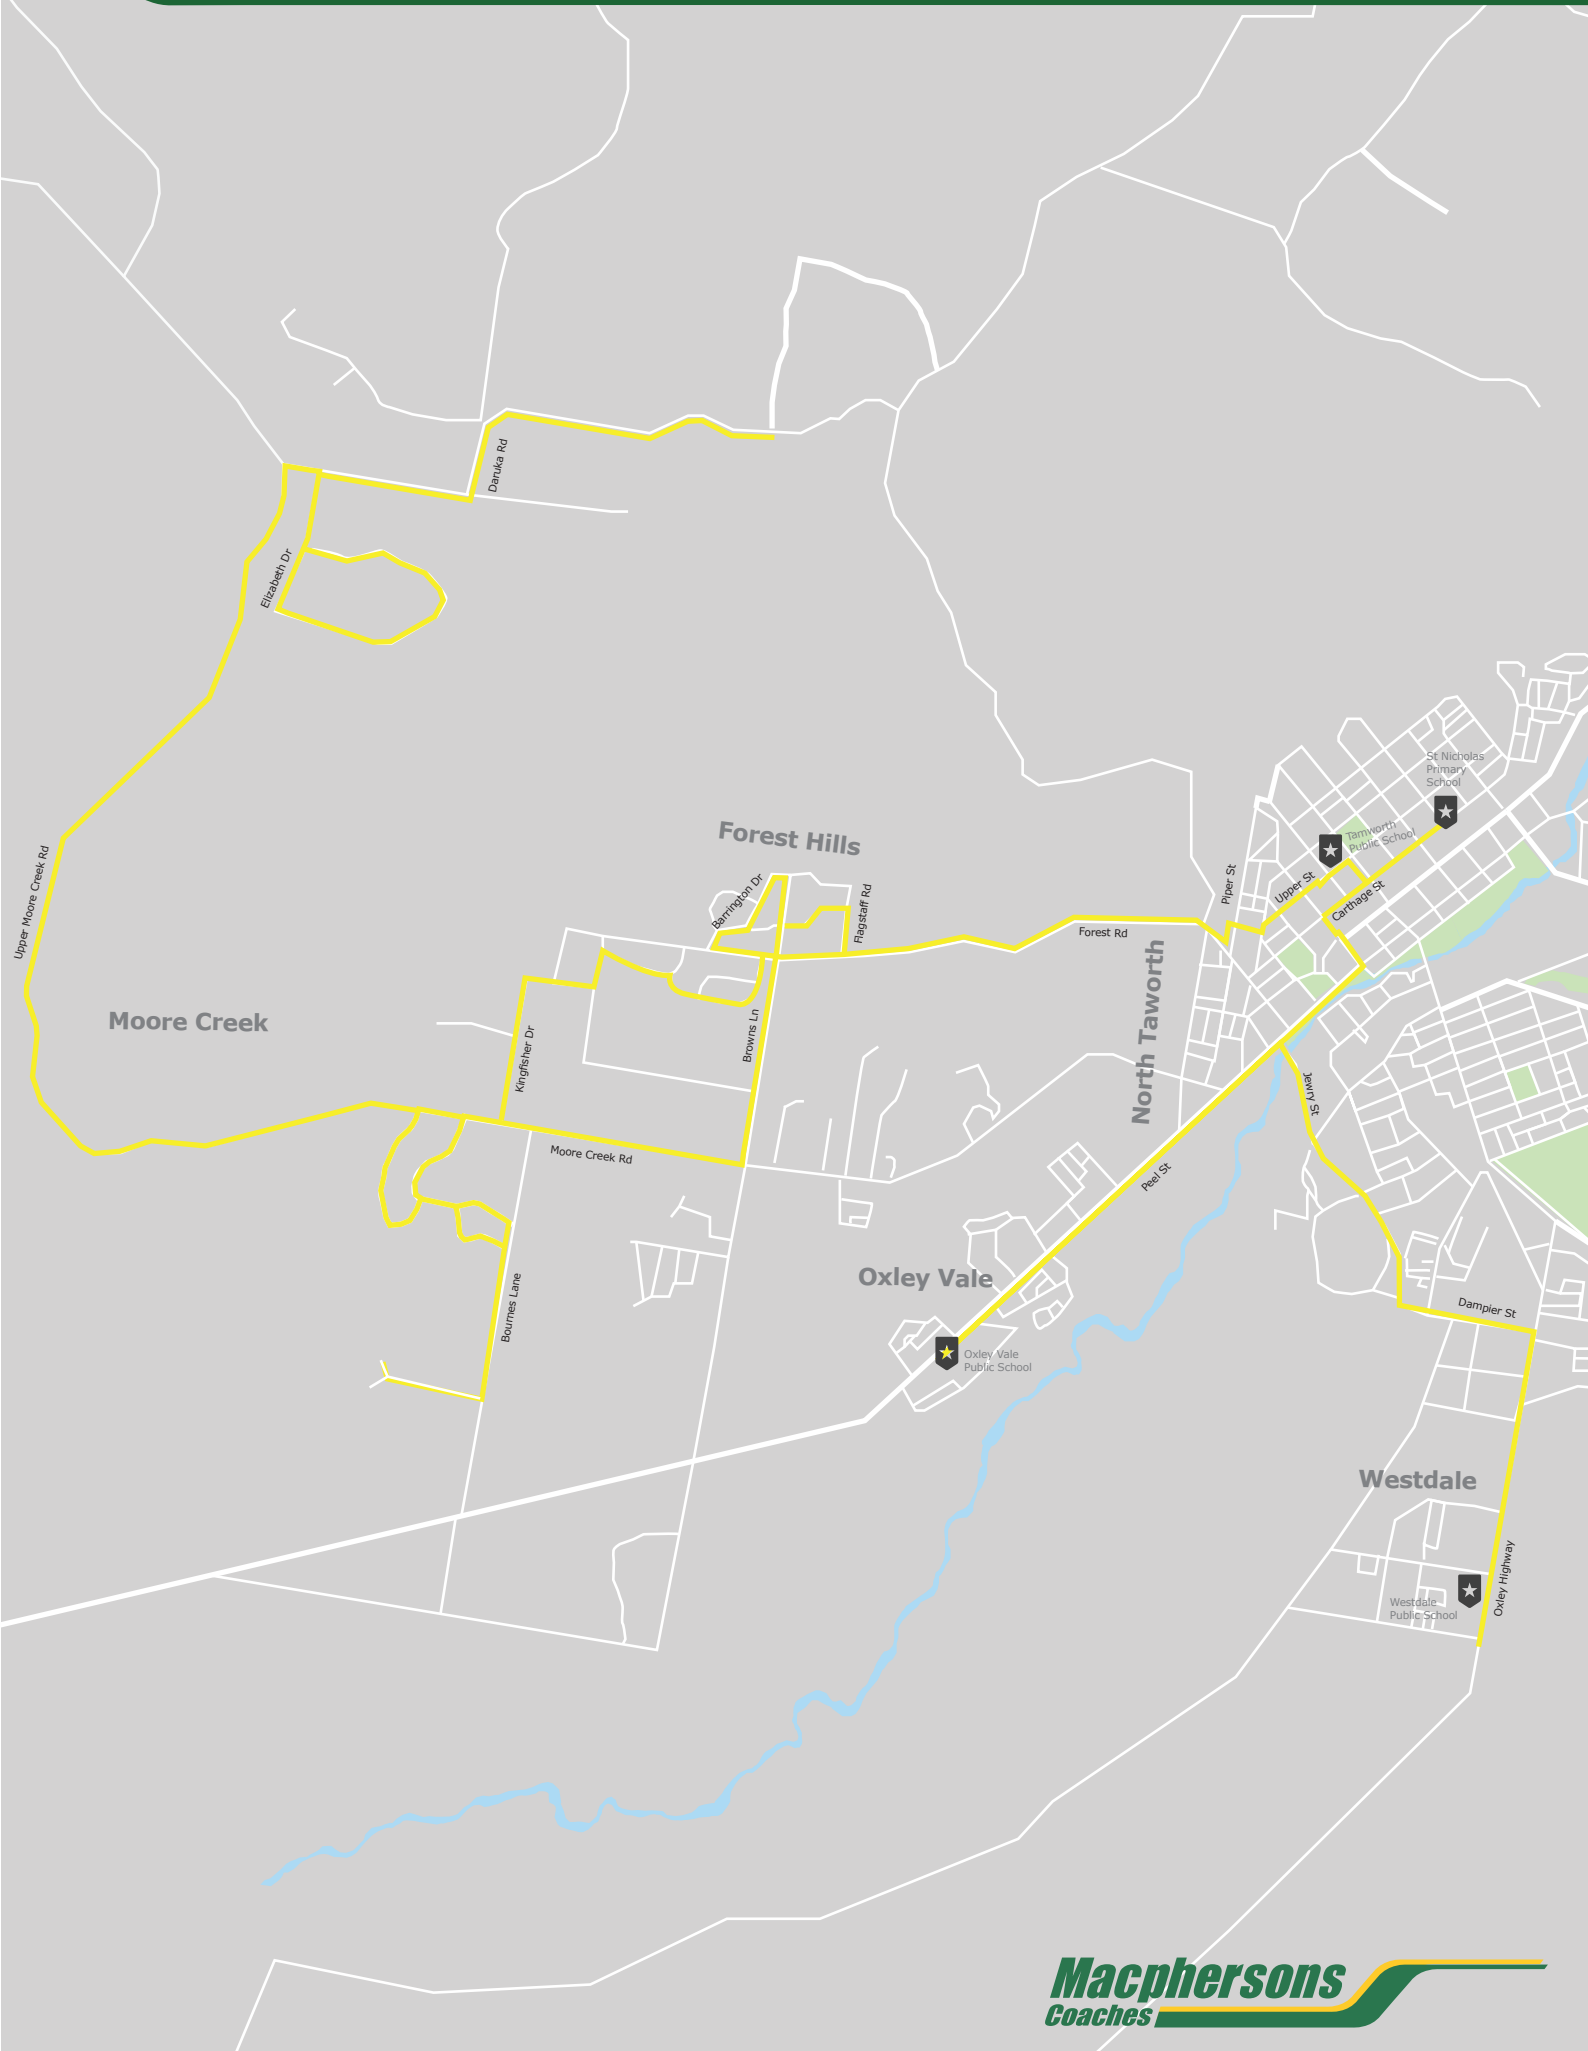 Daruka Rd
Elizabeth Dr
St Nicholas
Primary
School
Tamworth
Public School
Forest Hills
Upper Moore Creek Rd
Barrington Dr
Flagstaff Rd
Piper St
Upper St
Carthage St
Forest Rd
North Taworth
Moore Creek
Browns Ln
Kingfisher Dr
Jewry St
Moore Creek Rd
Peel St
Oxley Vale
Bournes Lane
Dampier St
Oxley Vale
Public School
Westdale
Oxley Highway
Westdale
Public School
Macphersons
Coaches